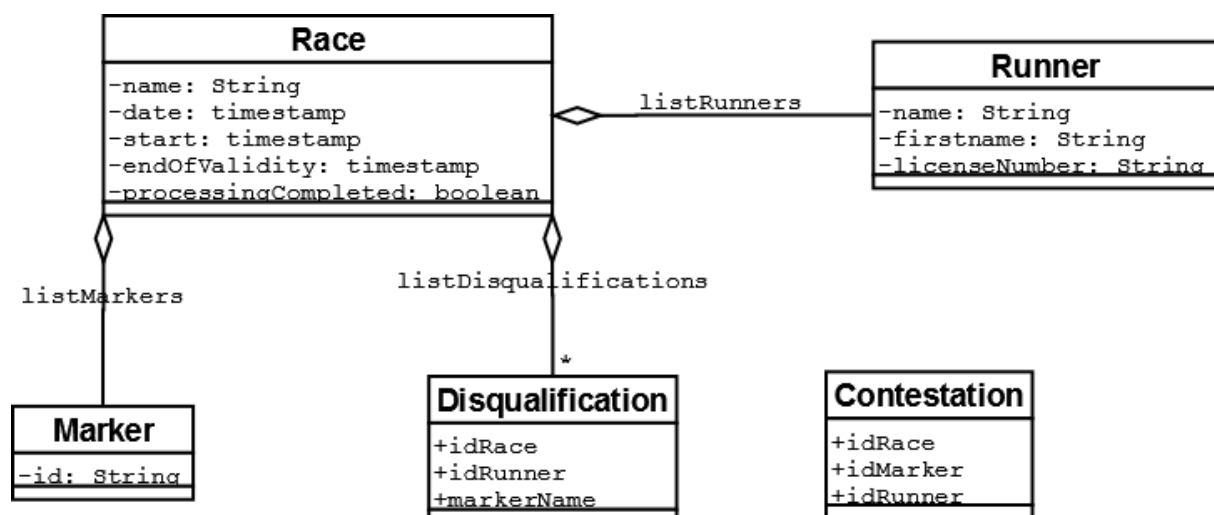 Race
-name: String
-date: timestamp
-start: timestamp
-endOfValidity: timestamp
-processingCompleted: boolean
listRunners
Runner
-name: String
-firstname: String
-licenseNumber: String
listMarkers
listDisqualifications
*
Marker
-id: String
Disqualification
+idRace
+idRunner
+markerName
Contestation
+idRace
+idMarker
+idRunner